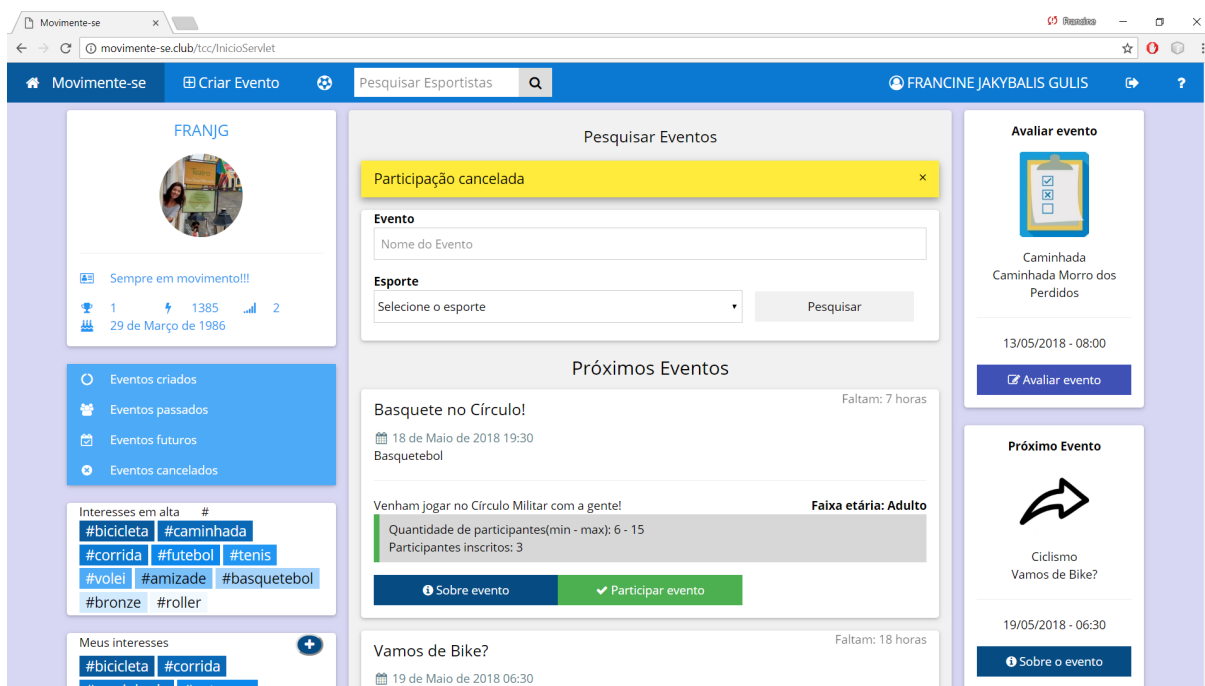 Movimente-se
Francine
movimente-se.club/tcc/InicioServlet
Movimente-se Criar Evento Pesquisar Esportistas FRANCINE JAKYBALIS GULIS ?
FRANJG
Sempre em movimento!!!
1 1385 2
29 de Março de 1986
Eventos criados
Eventos passados
Eventos futuros
Eventos cancelados
Interesses em alta #
#bicicleta #caminhada
#corrida #futebol #tenis
#volei #amizade #basquetebol
#bronze #roller
Meus interesses
#bicicleta #corrida
Pesquisar Eventos
Participação cancelada ×
Evento
Nome do Evento
Esporte
Selecione o esporte Pesquisar
Próximos Eventos
Faltam: 7 horas
Basquete no Círculo!
18 de Maio de 2018 19:30
Basquetebol
Venham jogar no Círculo Militar com a gente! Faixa etária: Adulto
Quantidade de participantes(min - max): 6 - 15
Participantes inscritos: 3
Sobre evento Participar evento
Faltam: 18 horas
Vamos de Bike?
19 de Maio de 2018 06:30
Avaliar evento
Caminhada
Caminhada Morro dos
Perdidos
13/05/2018 - 08:00
Avaliar evento
Próximo Evento
Ciclismo
Vamos de Bike?
19/05/2018 - 06:30
Sobre o evento